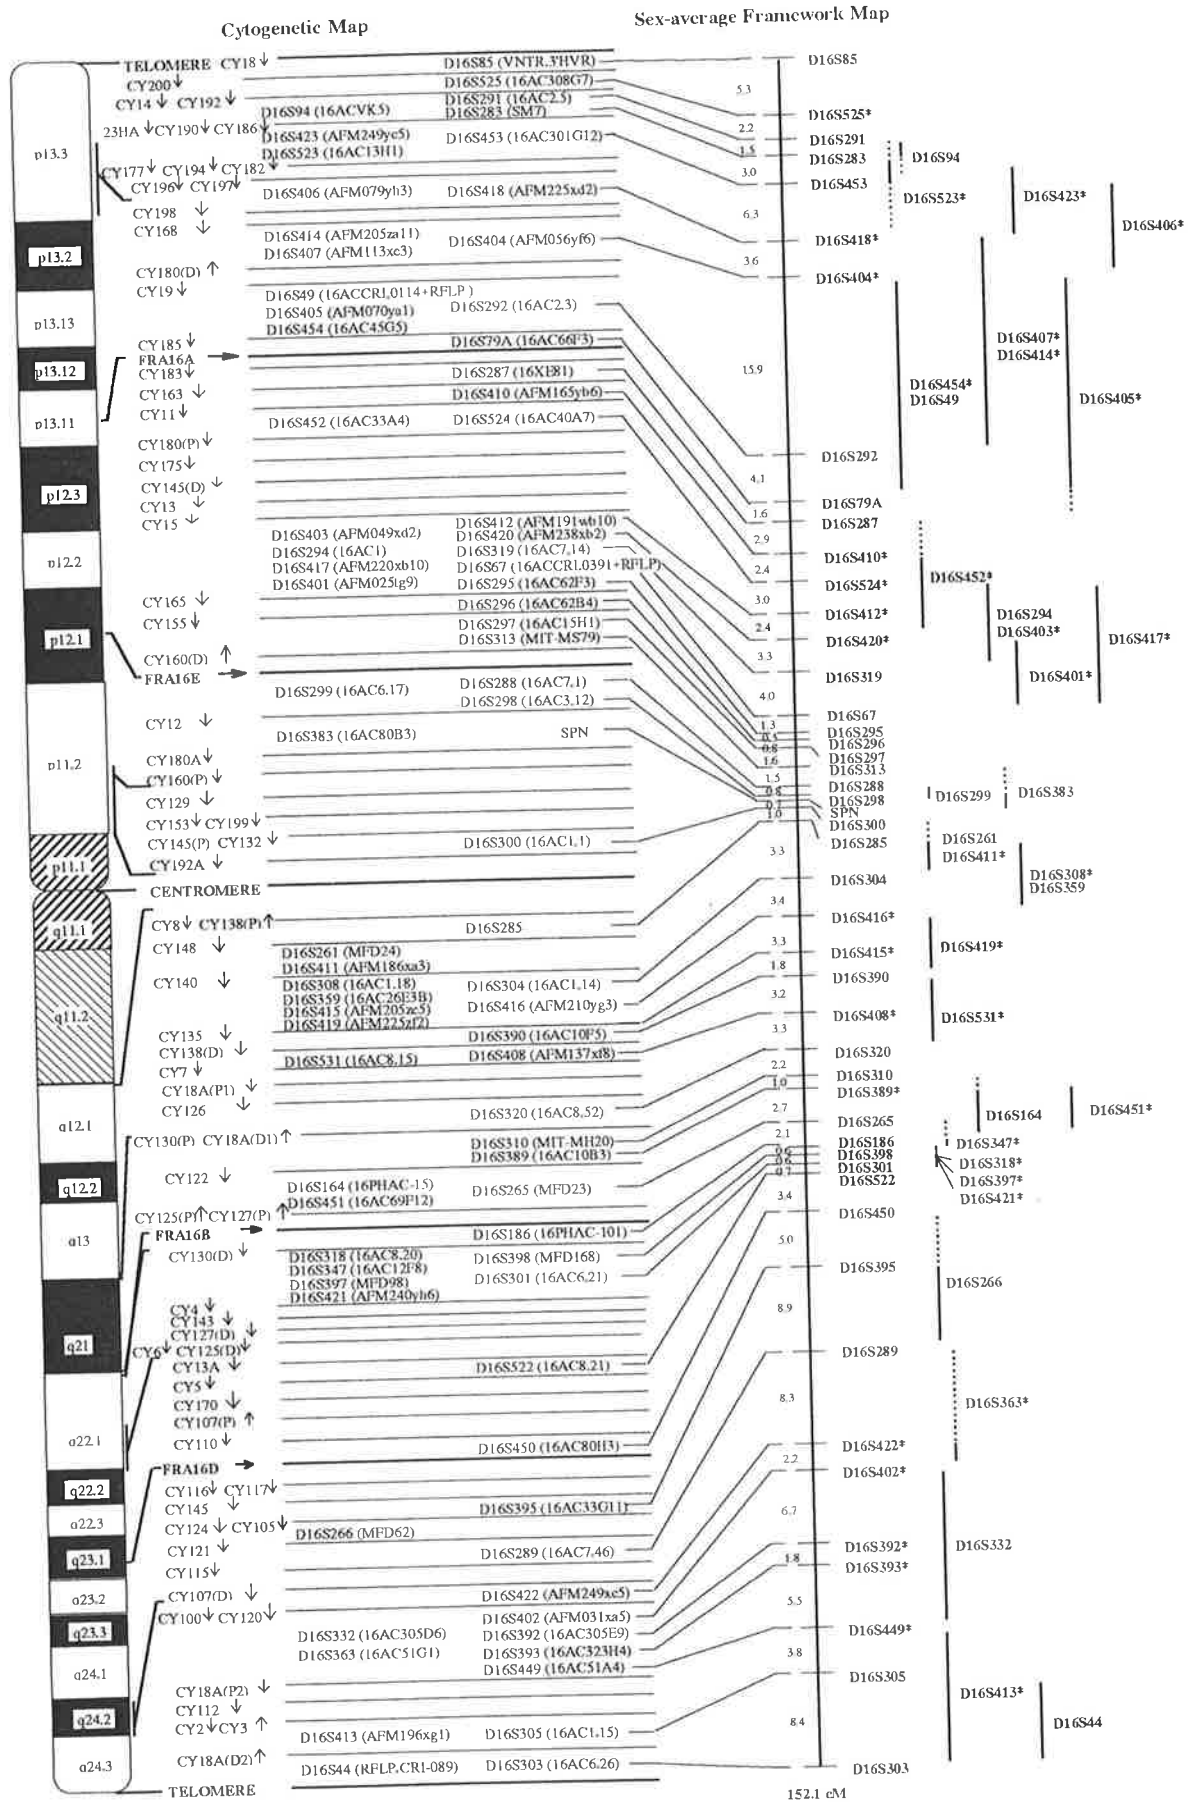 Cytogenetic Map
Sex-average Framework Map
TELOMERE CY18 ↓
CY200 ↓
CY14 ↓ CY192 ↓
23HA ↓ CY190 ↓ CY186 ↓
CY177 ↓ CY194 ↓ CY182 ↓
CY196 ↓ CY197 ↓
CY198 ↓
CY168 ↓
CY180(D) ↑
CY19 ↓
CY185 ↓
FRA16A →
CY183 ↓
CY163 ↓
CY11 ↓
CY180(P) ↓
CY175 ↓
CY145(D) ↓
CY13 ↓
CY15 ↓
CY165 ↓
CY155 ↓
CY160(D) ↑
FRA16E →
CY12 ↓
CY180A ↓
CY160(P) ↓
CY129 ↓
CY153 ↓ CY199 ↓
CY145(P) CY132 ↓
CY192A ↓
CENTROMERE
CY8 ↓ CY138(P) ↑
CY148 ↓
CY140 ↓
CY135 ↓
CY138(D) ↓
CY7 ↓
CY18A(P1) ↓
CY126 ↓
CY130(P) CY18A(D1) ↑
CY122 ↓
CY125(P) ↑ CY127(P) ↑
FRA16B →
CY130(D) ↓
CY4 ↓
CY143 ↓
CY127(D) ↓
CY6 ↓ CY125(D) ↓
CY13A ↓
CY5 ↓
CY170 ↓
CY107(P) ↑
CY110 ↓
FRA16D →
CY116 ↓ CY117 ↓
CY145 ↓
CY124 ↓ CY105 ↓
CY121 ↓
CY115 ↓
CY107(D) ↓
CY100 ↓ CY120 ↓
CY18A(P2) ↓
CY112 ↓
CY2 ↓ CY3 ↑
CY18A(D2) ↑
TELOMERE
p13.3
p13.2
p13.13
p13.12
p13.11
p12.3
p12.2
p12.1
p11.2
p11.1
q11.1
q11.2
q12.1
q12.2
q13
q21
q22.1
q22.2
q22.3
q23.1
q23.2
q23.3
q24.1
q24.2
q24.3
D16S94 (16ACVK5)
D16S423 (AFM249yc5)
D16S523 (16AC13H1)
D16S406 (AFM079yh3)
D16S414 (AFM205za11)
D16S407 (AFM113xc3)
D16S49 (16ACCRI.0114+RFLP )
D16S405 (AFM070ya1)
D16S454 (16AC45G5)
D16S452 (16AC33A4)
D16S403 (AFM049xd2)
D16S294 (16AC1)
D16S417 (AFM220xb10)
D16S401 (AFM025tg9)
D16S299 (16AC6.17)
D16S383 (16AC80B3)
D16S261 (MFD24)
D16S411 (AFM186xa3)
D16S308 (16AC1.18)
D16S359 (16AC26E3B)
D16S415 (AFM205zc5)
D16S419 (AFM225zf2)
D16S531 (16AC8.15)
D16S164 (16PHAC-15)
D16S451 (16AC69F12)
D16S318 (16AC8.20)
D16S347 (16AC12F8)
D16S397 (MFD98)
D16S421 (AFM240yh6)
D16S266 (MFD62)
D16S332 (16AC305D6)
D16S363 (16AC51G1)
D16S413 (AFM196xg1)
D16S44 (RFLP.CRI-089)
D16S85 (VNTR.3'HVR)
D16S525 (16AC308G7)
D16S291 (16AC2.5)
D16S283 (SM7)
D16S453 (16AC301G12)
D16S418 (AFM225xd2)
D16S404 (AFM056yf6)
D16S292 (16AC2.3)
D16S79A (16AC66F3)
D16S287 (16XE81)
D16S410 (AFM165yb6)
D16S524 (16AC40A7)
D16S412 (AFM191wb10)
D16S420 (AFM238xb2)
D16S319 (16AC7.14)
D16S67 (16ACCRI.0391+RFLP)
D16S295 (16AC62F3)
D16S296 (16AC62B4)
D16S297 (16AC15H1)
D16S313 (MIT-MS79)
D16S288 (16AC7.1)
D16S298 (16AC3.12)
SPN
D16S300 (16AC1.1)
D16S285
D16S304 (16AC1.14)
D16S416 (AFM210yg3)
D16S390 (16AC10F5)
D16S408 (AFM137xf8)
D16S320 (16AC8.52)
D16S310 (MIT-MH20)
D16S389 (16AC10B3)
D16S265 (MFD23)
D16S186 (16PHAC-101)
D16S398 (MFD168)
D16S301 (16AC6.21)
D16S522 (16AC8.21)
D16S450 (16AC80H3)
D16S395 (16AC33G11)
D16S289 (16AC7.46)
D16S422 (AFM249xc5)
D16S402 (AFM031xa5)
D16S392 (16AC305E9)
D16S393 (16AC323H4)
D16S449 (16AC51A4)
D16S305 (16AC1.15)
D16S303 (16AC6.26)
5.3
2.2
1.5
3.0
6.3
3.6
15.9
4.1
1.6
2.9
2.4
3.0
2.4
3.3
4.0
1.3
0.8
1.6
1.5
1.0
3.3
3.4
3.3
1.8
3.2
3.3
2.2
1.0
2.7
2.1
0.7
3.4
5.0
8.9
8.3
2.2
6.7
1.8
5.5
3.8
8.4
D16S85
D16S525*
D16S291
D16S283
D16S453
D16S418*
D16S404*
D16S292
D16S79A
D16S287
D16S410*
D16S524*
D16S412*
D16S420*
D16S319
D16S67
D16S295
D16S296
D16S297
D16S313
D16S288
D16S298
SPN
D16S300
D16S285
D16S304
D16S416*
D16S415*
D16S390
D16S408*
D16S320
D16S310
D16S389*
D16S265
D16S186
D16S398
D16S301
D16S522
D16S450
D16S395
D16S289
D16S422*
D16S402*
D16S392*
D16S393*
D16S449*
D16S305
D16S303
152.1 cM
D16S94
D16S523*
D16S423*
D16S406*
D16S407*
D16S414*
D16S454*
D16S49
D16S405*
D16S452*
D16S294
D16S403*
D16S417*
D16S401*
D16S299
D16S383
D16S261
D16S411*
D16S308*
D16S359
D16S419*
D16S531*
D16S164
D16S451*
D16S347*
D16S318*
D16S397*
D16S421*
D16S266
D16S363*
D16S332
D16S413*
D16S44